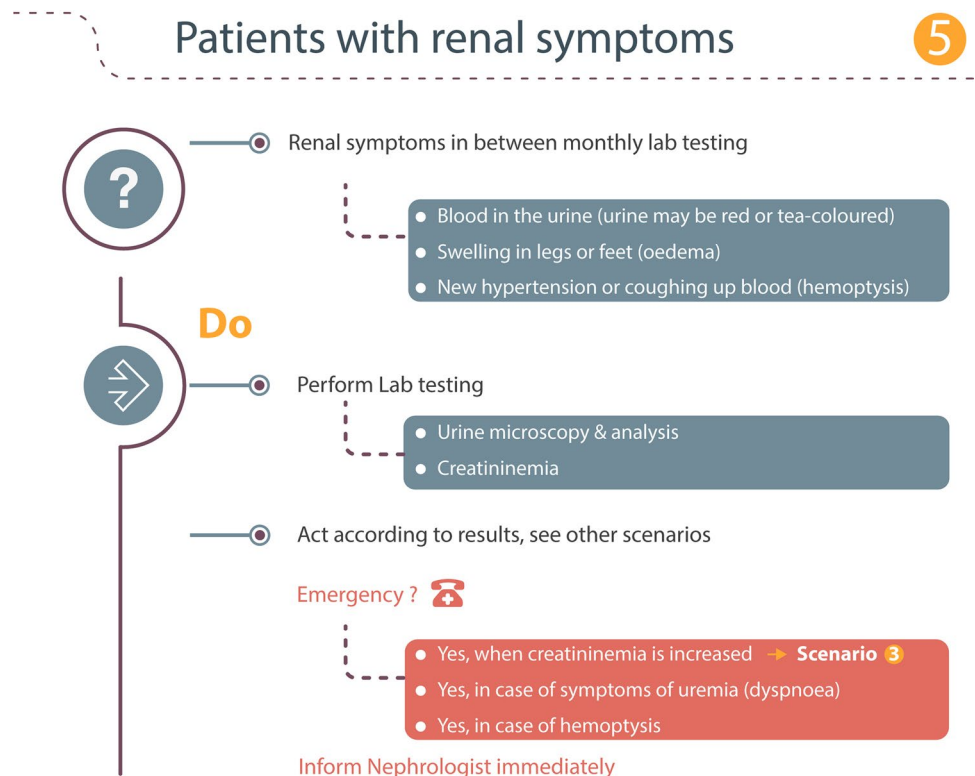 Patients with renal symptoms
5
?
Renal symptoms in between monthly lab testing
• Blood in the urine (urine may be red or tea-coloured)
• Swelling in legs or feet (oedema)
• New hypertension or coughing up blood (hemoptysis)
Do
Perform Lab testing
• Urine microscopy & analysis
• Creatininemia
Act according to results, see other scenarios
Emergency ?
• Yes, when creatininemia is increased → Scenario 3
• Yes, in case of symptoms of uremia (dyspnoea)
• Yes, in case of hemoptysis
Inform Nephrologist immediately